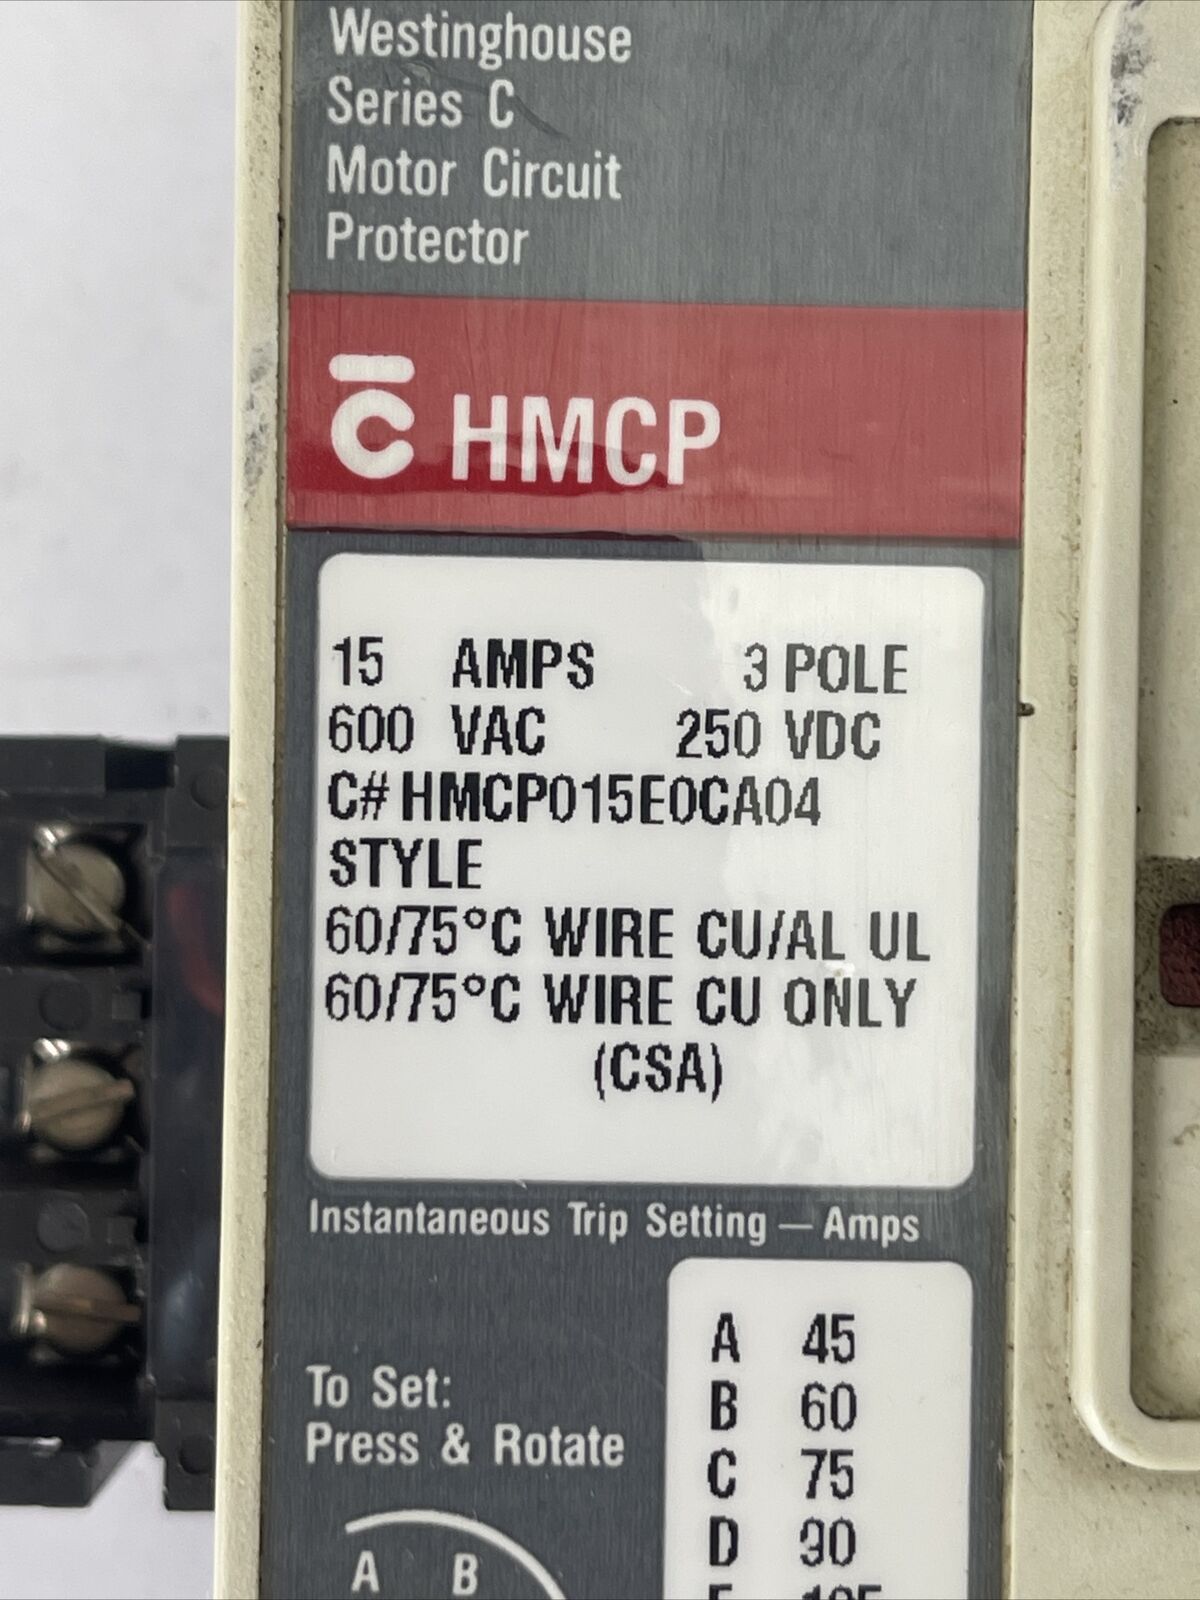 Westinghouse
Series C
Motor Circuit
Protector
HMCP
15 AMPS 3 POLE
600 VAC 250 VDC
C# HMCP015E0CA04
STYLE
60/75°C WIRE CU/AL UL
60/75°C WIRE CU ONLY
(CSA)
Instantaneous Trip Setting — Amps
A 45
B 60
C 75
D 90
To Set:
Press & Rotate
A B